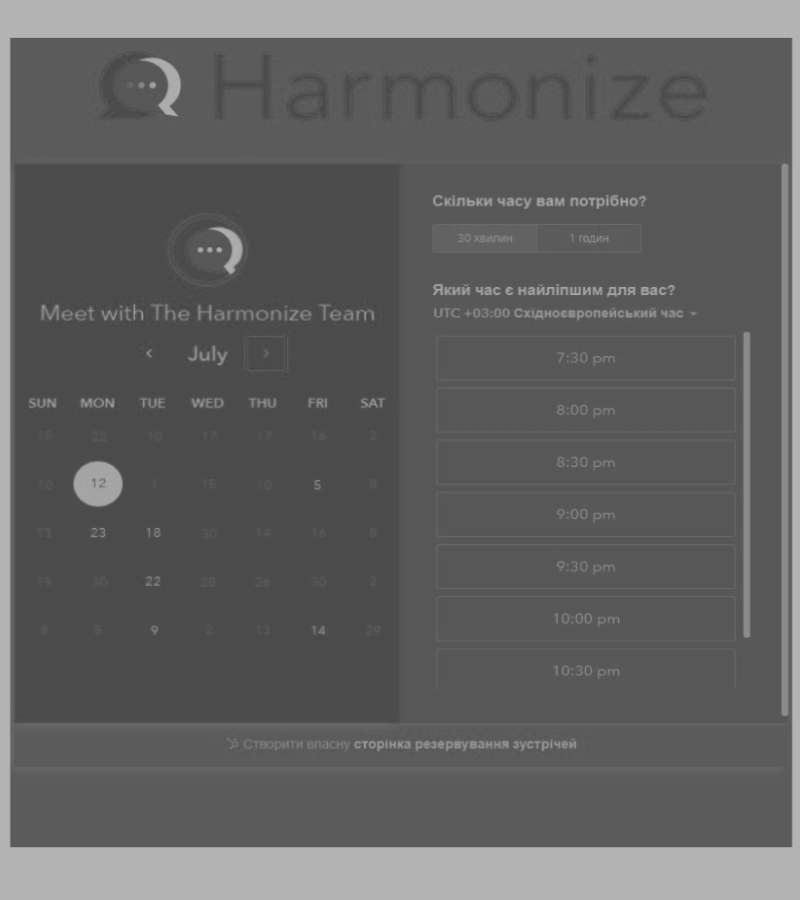 Harmonize
Meet with The Harmonize Team
July
SUN MON TUE WED THU FRI SAT
15 22 10 17 17 16 2
10 12 1 15 10 5 8
13 23 18 30 14 16 6
19 30 22 28 26 30 2
8 5 9 2 13 14 29
Скільки часу вам потрібно?
30 хвилин 1 годин
Який час є найліпшим для вас?
UTC +03:00 Східноєвропейський час
7:30 pm
8:00 pm
8:30 pm
9:00 pm
9:30 pm
10:00 pm
10:30 pm
Створити власну сторінка резервування зустрічей